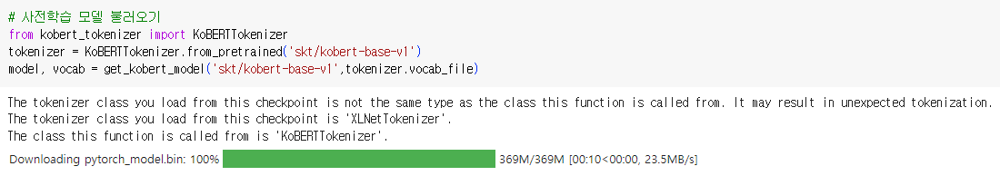 # 사전학습 모델 불러오기
from kobert_tokenizer import KoBERTTokenizer
tokenizer = KoBERTTokenizer.from_pretrained('skt/kobert-base-v1')
model, vocab = get_kobert_model('skt/kobert-base-v1',tokenizer.vocab_file)
The tokenizer class you load from this checkpoint is not the same type as the class this function is called from. It may result in unexpected tokenization.
The tokenizer class you load from this checkpoint is 'XLNetTokenizer'.
The class this function is called from is 'KoBERTTokenizer'.
Downloading pytorch_model.bin: 100% 369M/369M [00:10<00:00, 23.5MB/s]